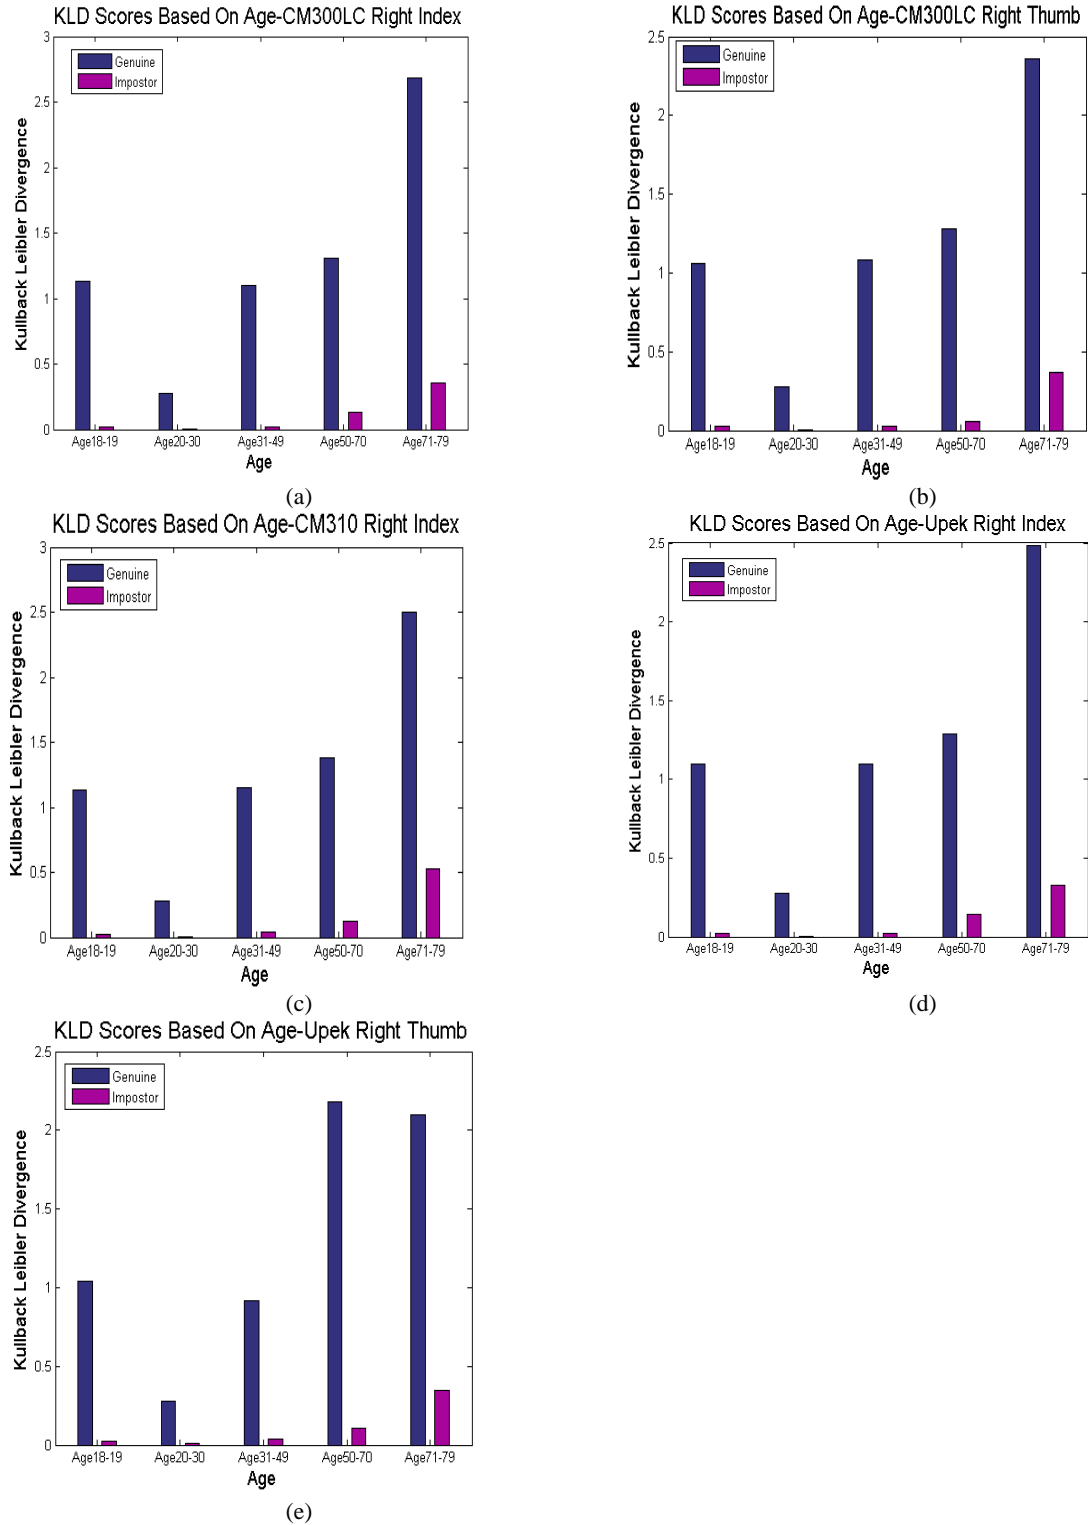 KLD Scores Based On Age-CM300LC Right Index
3
2.5
2
1.5
1
0.5
0
Kullback Leibler Divergence
Genuine
Impostor
Age18-19 Age20-30 Age31-49 Age50-70 Age71-79
Age
(a)
KLD Scores Based On Age-CM300LC Right Thumb
2.5
2
1.5
1
0.5
0
Kullback Leibler Divergence
Genuine
Impostor
Age18-19 Age20-30 Age31-49 Age50-70 Age71-79
Age
(b)
KLD Scores Based On Age-CM310 Right Index
3
2.5
2
1.5
1
0.5
0
Kullback Leibler Divergence
Genuine
Impostor
Age18-19 Age20-30 Age31-49 Age50-70 Age71-79
Age
(c)
KLD Scores Based On Age-Upek Right Index
2.5
2
1.5
1
0.5
0
Kullback Leibler Divergence
Genuine
Impostor
Age18-19 Age20-30 Age31-49 Age50-70 Age71-79
Age
(d)
KLD Scores Based On Age-Upek Right Thumb
2.5
2
1.5
1
0.5
0
Kullback Leibler Divergence
Genuine
Impostor
Age18-19 Age20-30 Age31-49 Age50-70 Age71-79
Age
(e)